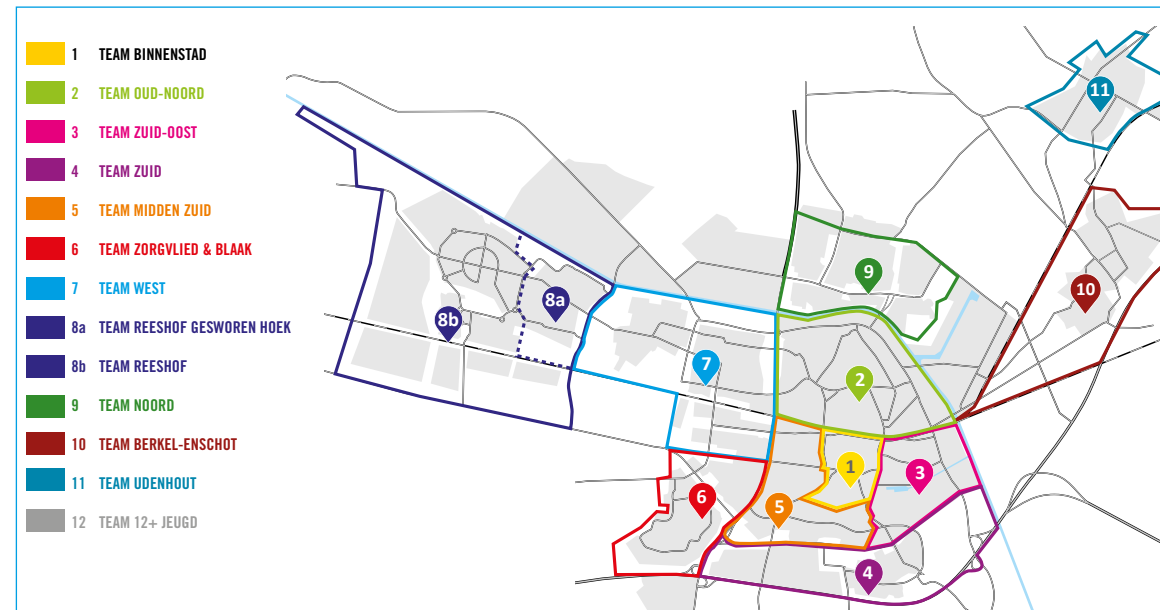 1 TEAM BINNENSTAD
2 TEAM OUD-NOORD
3 TEAM ZUID-OOST
4 TEAM ZUID
5 TEAM MIDDEN ZUID
6 TEAM ZORGVLIED & BLAAK
7 TEAM WEST
8a TEAM REESHOF GESWOREN HOEK
8b TEAM REESHOF
9 TEAM NOORD
10 TEAM BERKEL-ENSCHOT
11 TEAM UDENHOUT
12 TEAM 12+ JEUGD
11
9
10
8a
8b
7
2
1
3
6
5
4